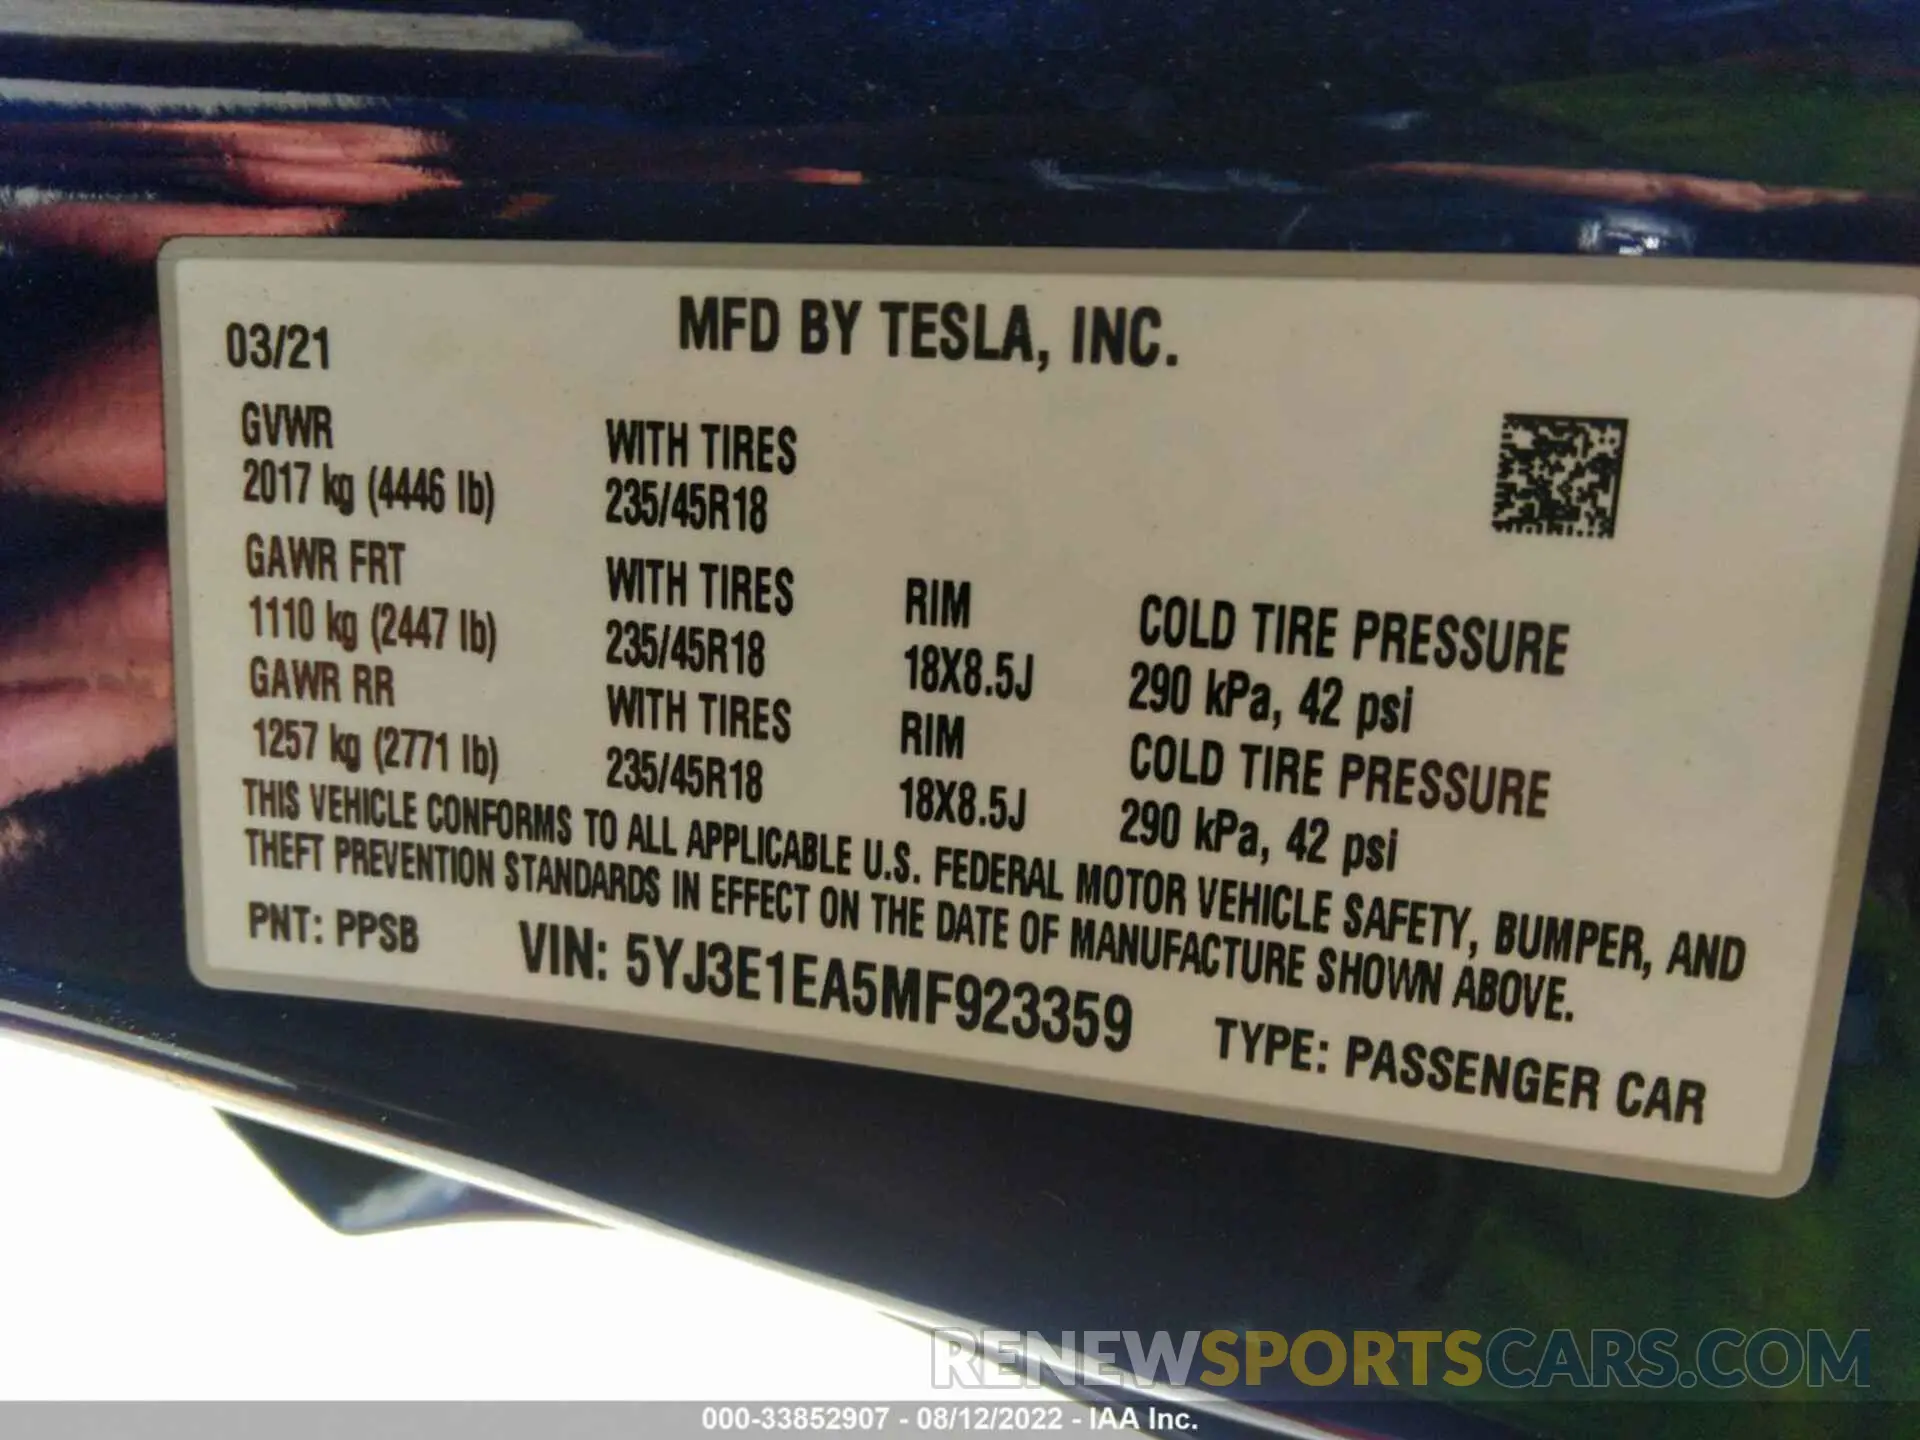 03/21 MFD BY TESLA, INC.
GVWR WITH TIRES
2017 kg (4446 lb) 235/45R18
GAWR FRT WITH TIRES RIM COLD TIRE PRESSURE
1110 kg (2447 lb) 235/45R18 18X8.5J 290 kPa, 42 psi
GAWR RR WITH TIRES RIM COLD TIRE PRESSURE
1257 kg (2771 lb) 235/45R18 18X8.5J 290 kPa, 42 psi
THIS VEHICLE CONFORMS TO ALL APPLICABLE U.S. FEDERAL MOTOR VEHICLE SAFETY, BUMPER, AND
THEFT PREVENTION STANDARDS IN EFFECT ON THE DATE OF MANUFACTURE SHOWN ABOVE.
PNT: PPSB VIN: 5YJ3E1EA5MF923359 TYPE: PASSENGER CAR
RENEWSPORTSCARS.COM
000-33852907 - 08/12/2022 - IAA Inc.